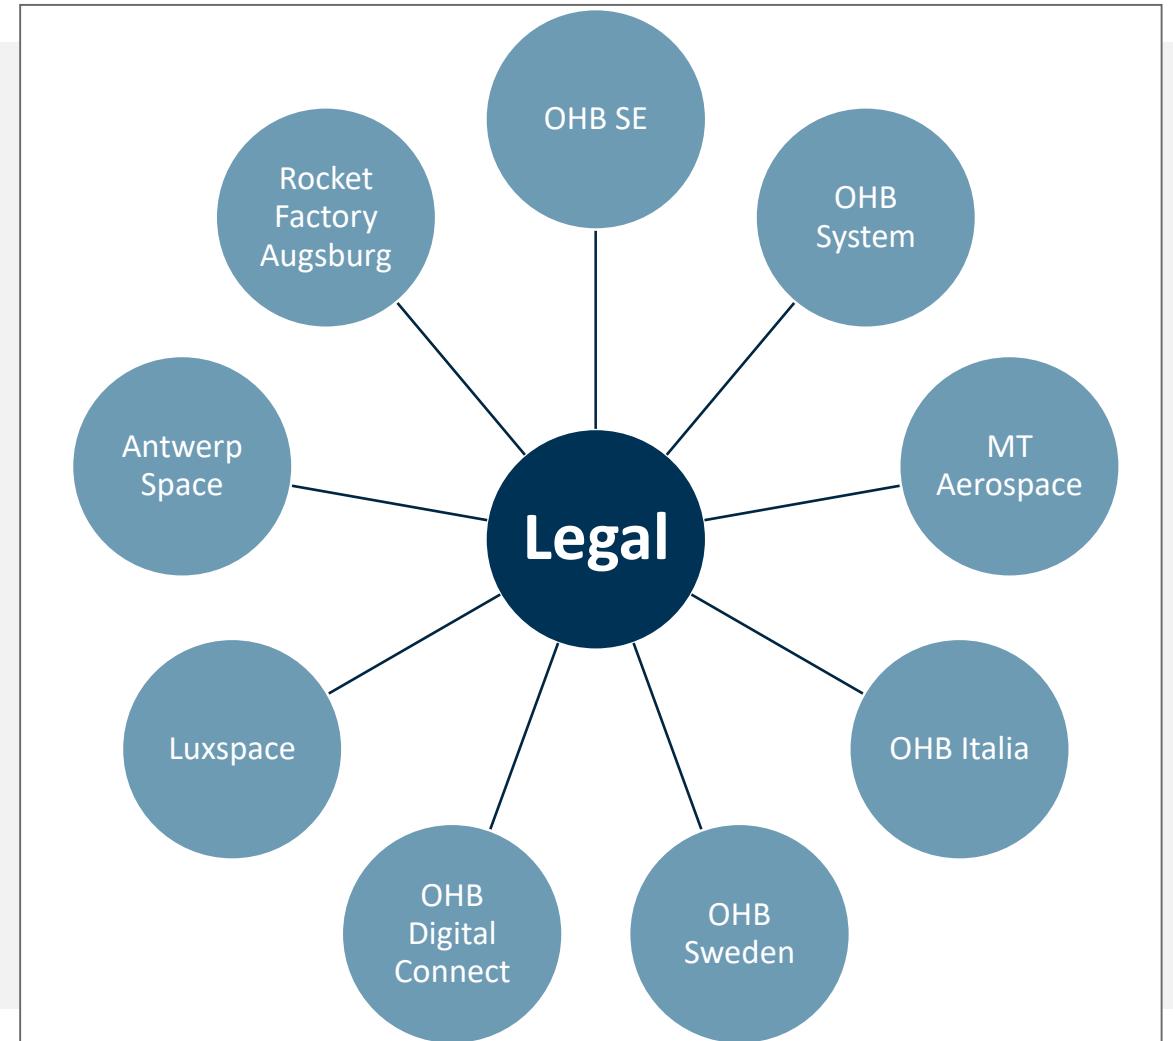 OHB SE
OHB
System
MT
Aerospace
OHB Italia
OHB
Sweden
OHB
Digital
Connect
Luxspace
Antwerp
Space
Rocket
Factory
Augsburg
Legal